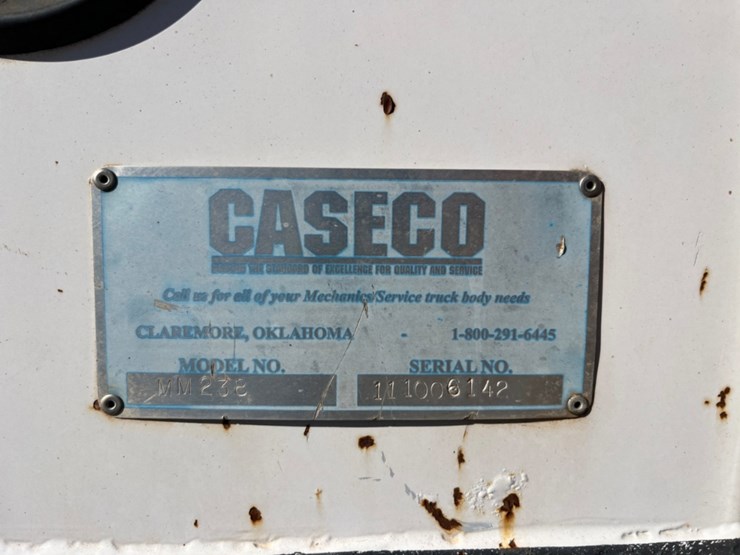 CASECO
THE STANDARD OF EXCELLENCE FOR QUALITY AND SERVICE
Call us for all of your Mechanics/Service truck body needs
CLAREMORE, OKLAHOMA - 1-800-291-6445
MODEL NO. SERIAL NO.
111006142